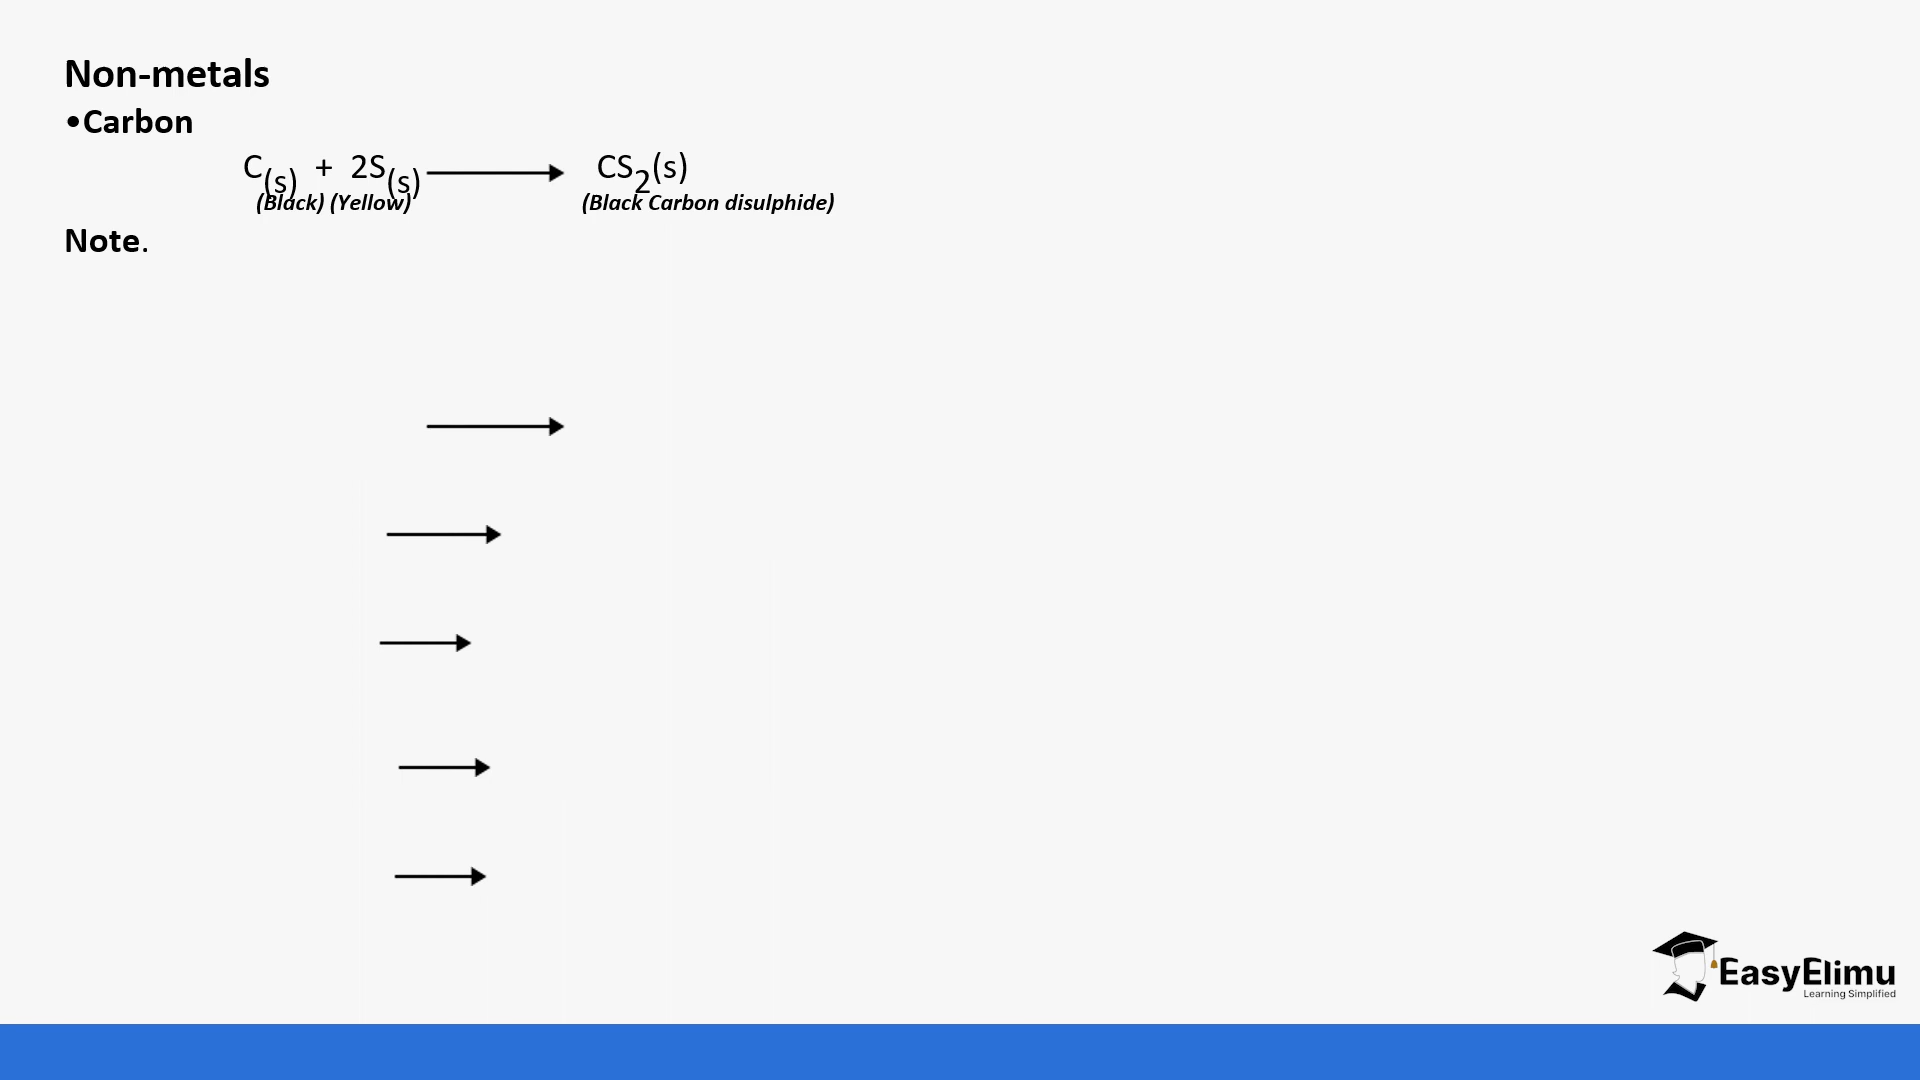 Non-metals
•Carbon
C(s) + 2S(s) ⟶ CS2(s)
(Black) (Yellow) (Black Carbon disulphide)
Note.
EasyElimu
Learning Simplified